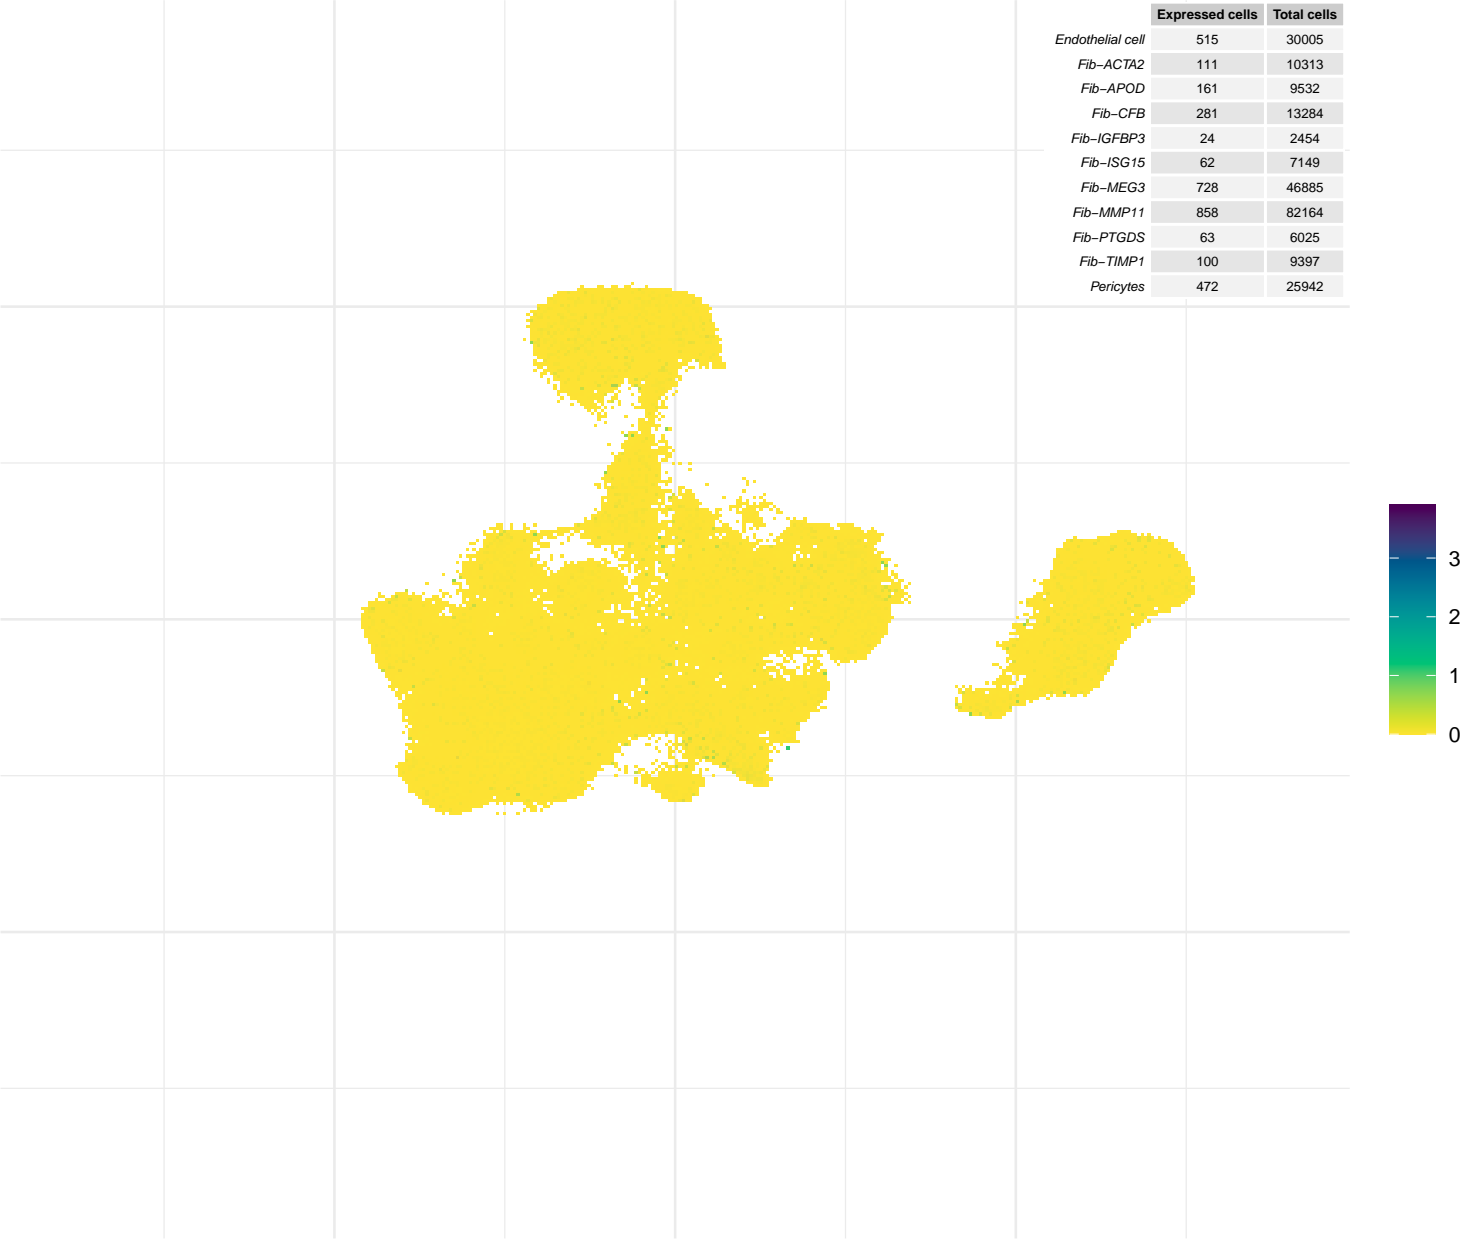 Expressed cells Total cells
Endothelial cell 515 30005
Fib−ACTA2 111 10313
Fib−APOD 161 9532
Fib−CFB 281 13284
Fib−IGFBP3 24 2454
Fib−ISG15 62 7149
Fib−MEG3 728 46885
Fib−MMP11 858 82164
Fib−PTGDS 63 6025
Fib−TIMP1 100 9397
Pericytes 472 25942
3
2
1
0